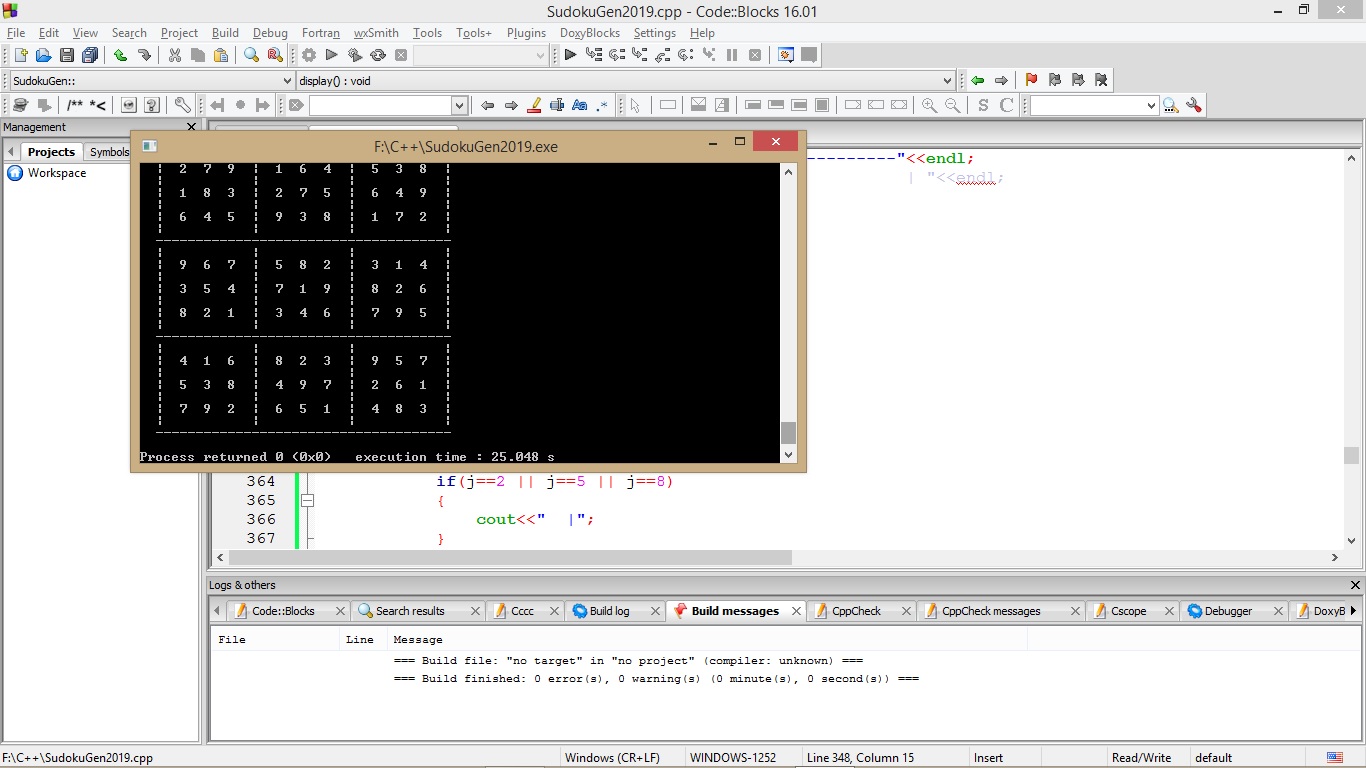 SudokuGen2019.cpp - Code::Blocks 16.01
File Edit View Search Project Build Debug Fortran wxSmith Tools Tools+ Plugins DoxyBlocks Settings Help
SudokuGen:: display() : void
/** *<
S C
Management
Projects Symbols
Workspace
F:\C++\SudokuGen2019.exe
----------"<<endl;
| "<<endl;
¦ 2 7 9 ¦ 1 6 4 ¦ 5 3 8 ¦
¦ 1 8 3 ¦ 2 7 5 ¦ 6 4 9 ¦
¦ 6 4 5 ¦ 9 3 8 ¦ 1 7 2 ¦
-------------------------------------
¦ 9 6 7 ¦ 5 8 2 ¦ 3 1 4 ¦
¦ 3 5 4 ¦ 7 1 9 ¦ 8 2 6 ¦
¦ 8 2 1 ¦ 3 4 6 ¦ 7 9 5 ¦
-------------------------------------
¦ 4 1 6 ¦ 8 2 3 ¦ 9 5 7 ¦
¦ 5 3 8 ¦ 4 9 7 ¦ 2 6 1 ¦
¦ 7 9 2 ¦ 6 5 1 ¦ 4 8 3 ¦
-------------------------------------
Process returned 0 (0x0) execution time : 25.048 s
364 if(j==2 || j==5 || j==8)
365 {
366 cout<<" |";
367 }
Logs & others
Code::Blocks Search results Cccc Build log Build messages CppCheck CppCheck messages Cscope Debugger DoxyB
File Line Message
=== Build file: "no target" in "no project" (compiler: unknown) ===
=== Build finished: 0 error(s), 0 warning(s) (0 minute(s), 0 second(s)) ===
F:\C++\SudokuGen2019.cpp Windows (CR+LF) WINDOWS-1252 Line 348, Column 15 Insert Read/Write default